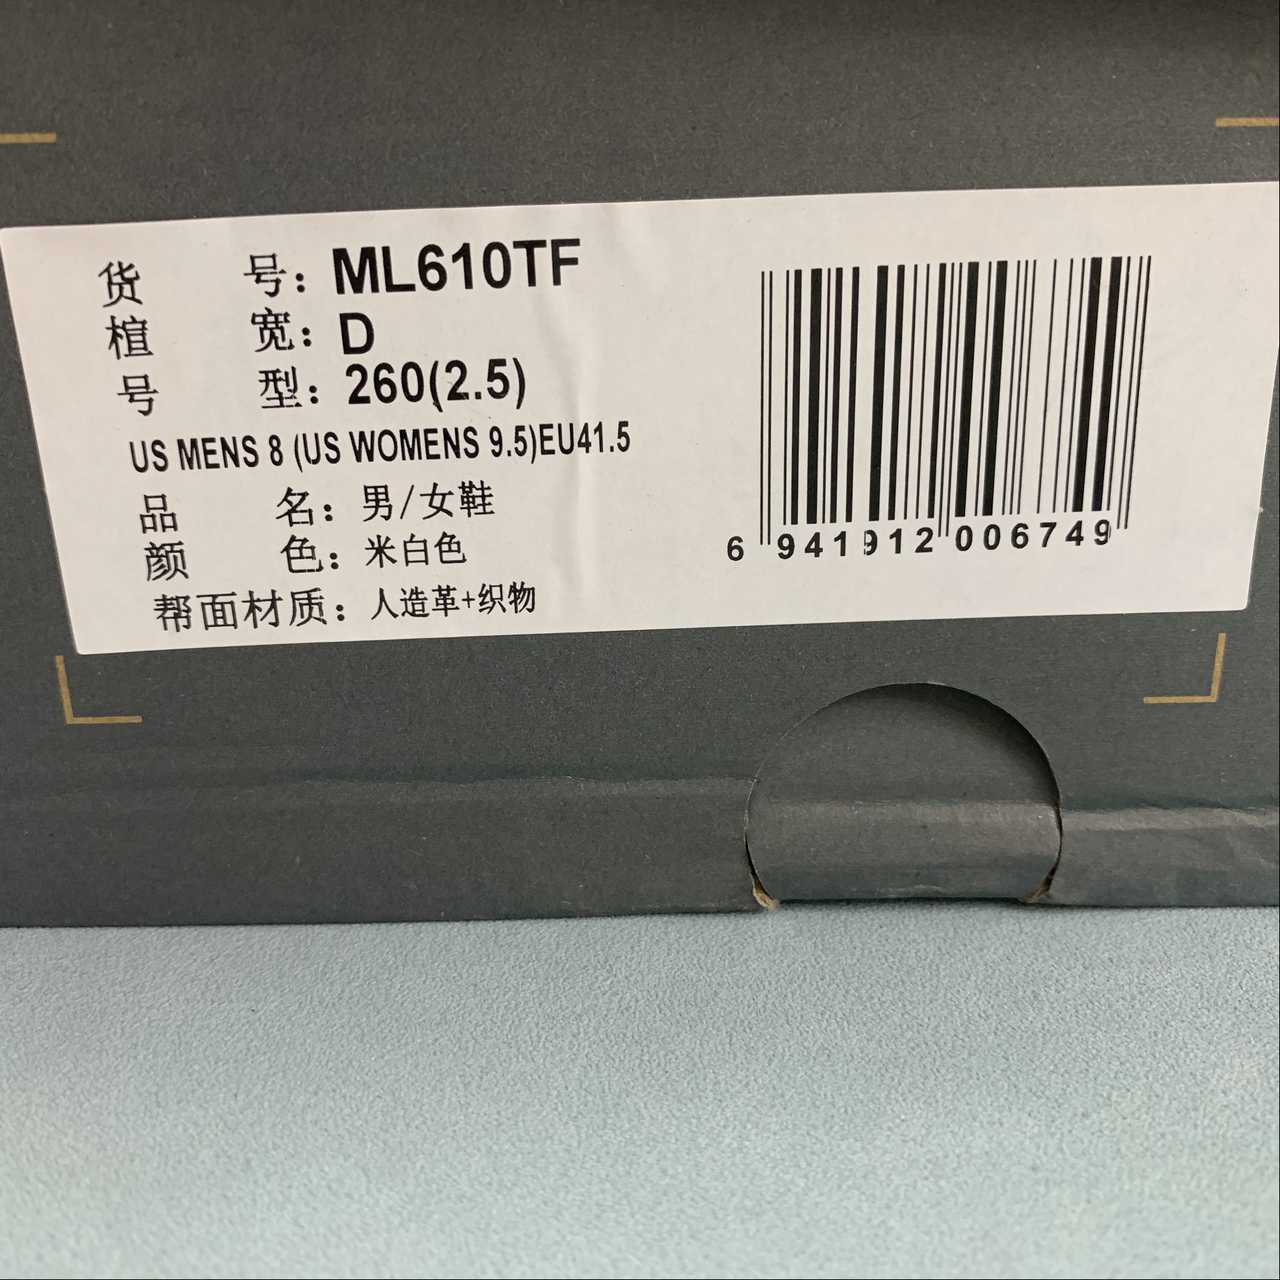 货 号：ML610TF
楦 宽：D
号 型：260(2.5)
US MENS 8 (US WOMENS 9.5)EU41.5
品 名：男/女鞋
颜 色：米白色
帮面材质：人造革+织物
6 941912 006749